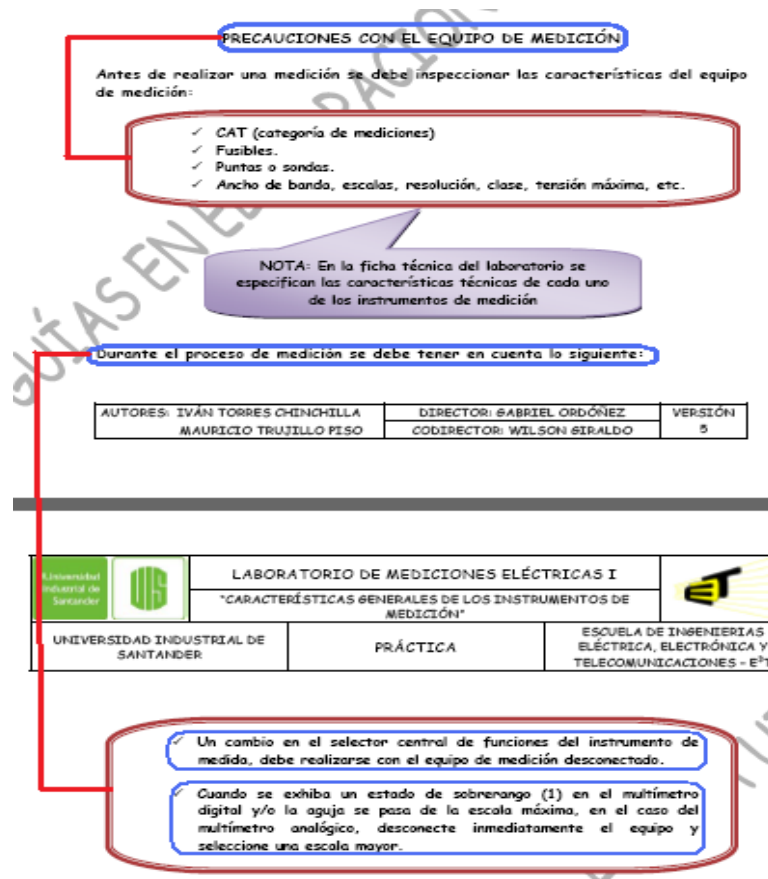 PRECAUCIONES CON EL EQUIPO DE MEDICIÓN
Antes de realizar una medición se debe inspeccionar las características del equipo
de medición:
✓ CAT (categoría de mediciones)
✓ Fusibles.
✓ Puntas o sondas.
✓ Ancho de banda, escalas, resolución, clase, tensión máxima, etc.
NOTA: En la ficha técnica del laboratorio se
especifican las características técnicas de cada uno
de los instrumentos de medición
GUÍAS EN EL
Durante el proceso de medición se debe tener en cuenta lo siguiente:
AUTORES: IVÁN TORRES CHINCHILLA
MAURICIO TRUJILLO PISO
DIRECTOR: GABRIEL ORDÓÑEZ
CODIRECTOR: WILSON GIRALDO
VERSIÓN
5
Universidad
Industrial de
Santander
UIS
LABORATORIO DE MEDICIONES ELÉCTRICAS I
"CARACTERÍSTICAS GENERALES DE LOS INSTRUMENTOS DE
MEDICIÓN"
UNIVERSIDAD INDUSTRIAL DE
SANTANDER
PRÁCTICA
ESCUELA DE INGENIERIAS
ELÉCTRICA, ELECTRÓNICA Y
TELECOMUNICACIONES - E³T
✓ Un cambio en el selector central de funciones del instrumento de
medida, debe realizarse con el equipo de medición desconectado.
✓ Cuando se exhiba un estado de sobrerango (1) en el multímetro
digital y/o la aguja se pasa de la escala máxima, en el caso del
multímetro analógico, desconecte inmediatamente el equipo y
seleccione una escala mayor.